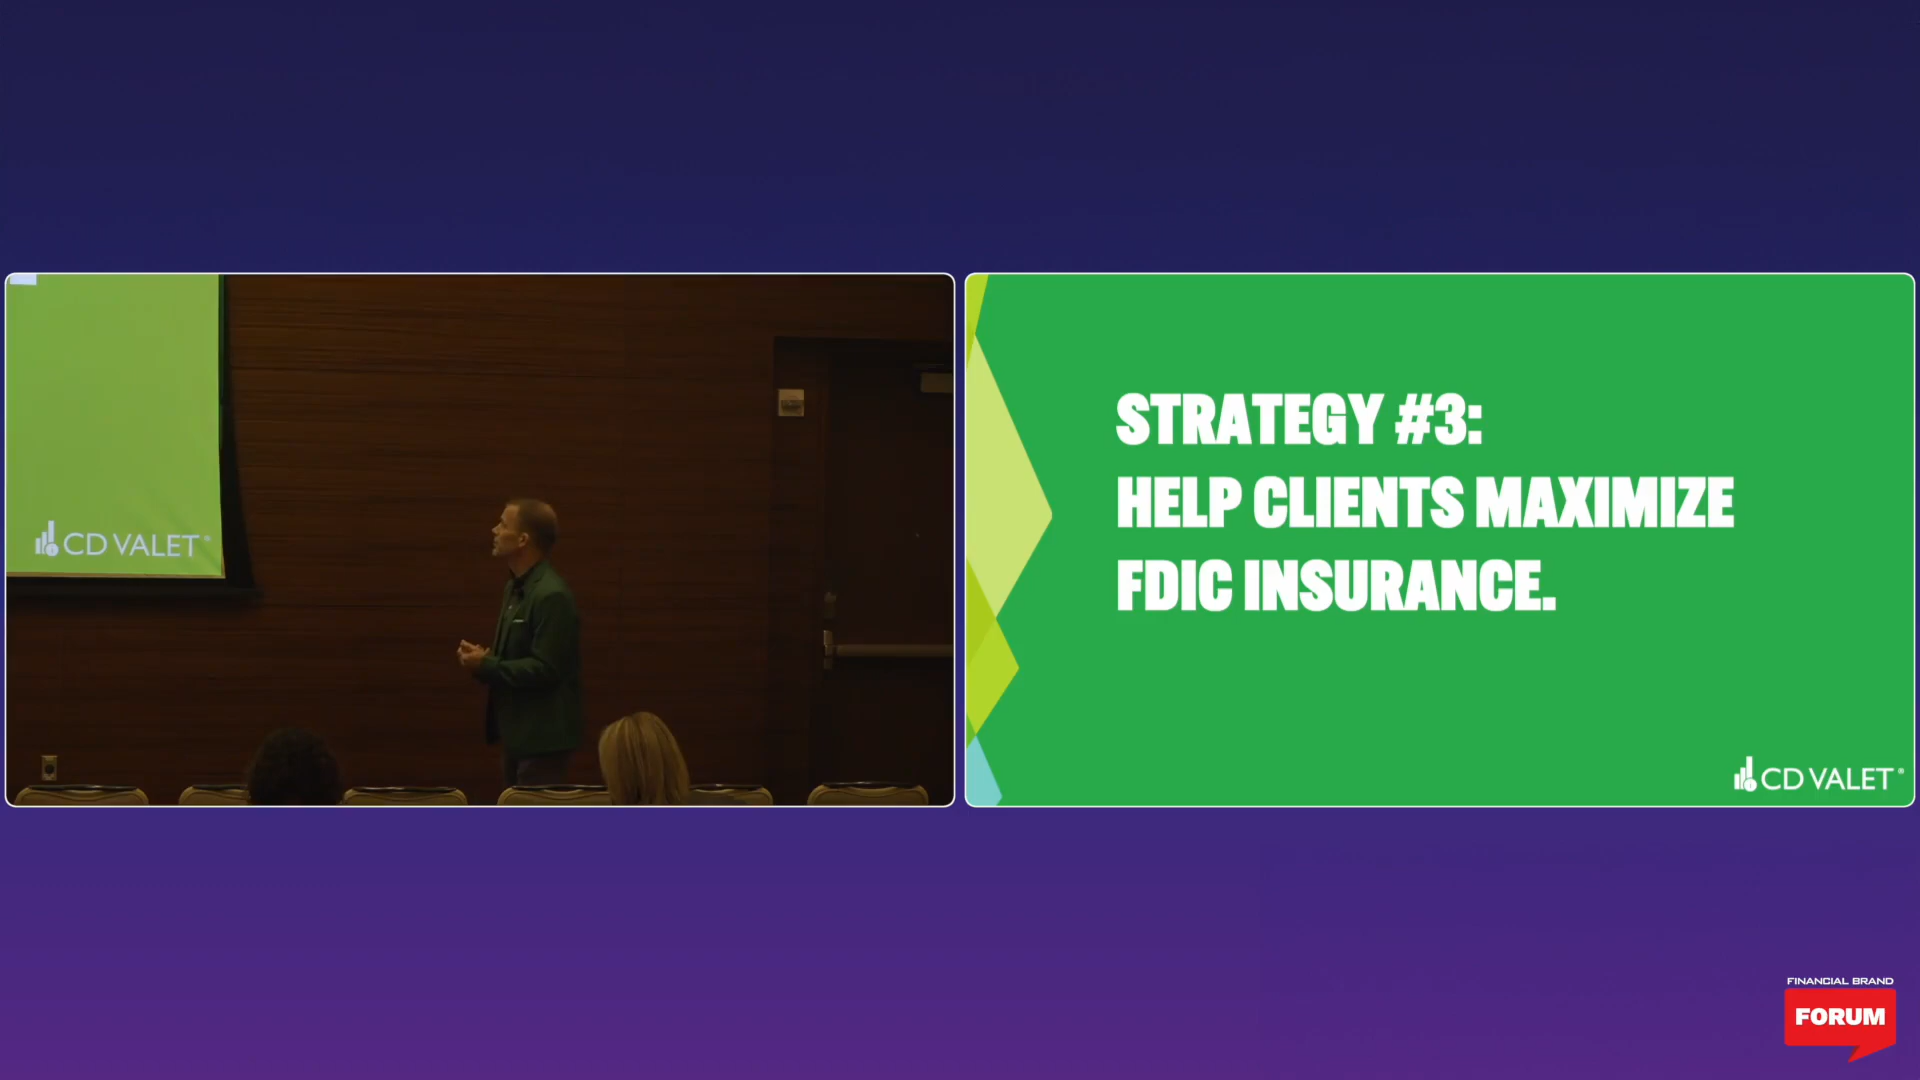 CD VALET®
STRATEGY #3:
HELP CLIENTS MAXIMIZE
FDIC INSURANCE.
CD VALET®
FINANCIAL BRAND
FORUM